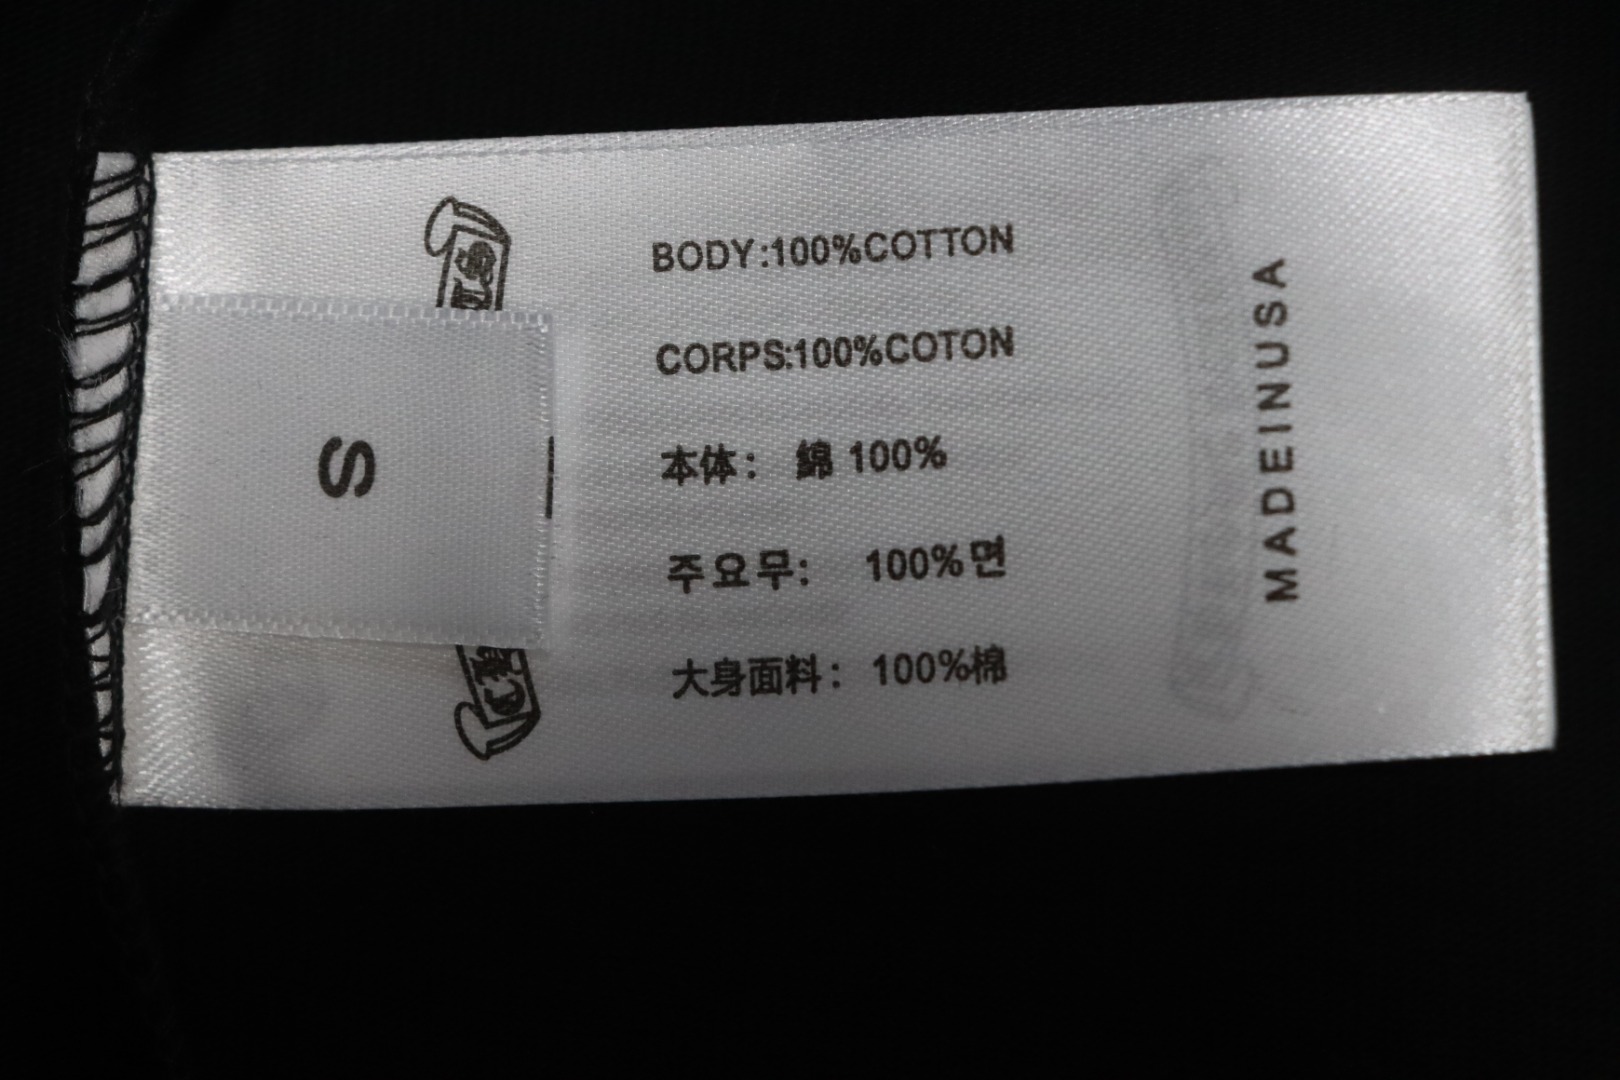 S
BODY:100%COTTON
CORPS:100%COTON
本体： 綿 100%
주요무: 100%면
大身面料： 100%棉
MADEINUSA